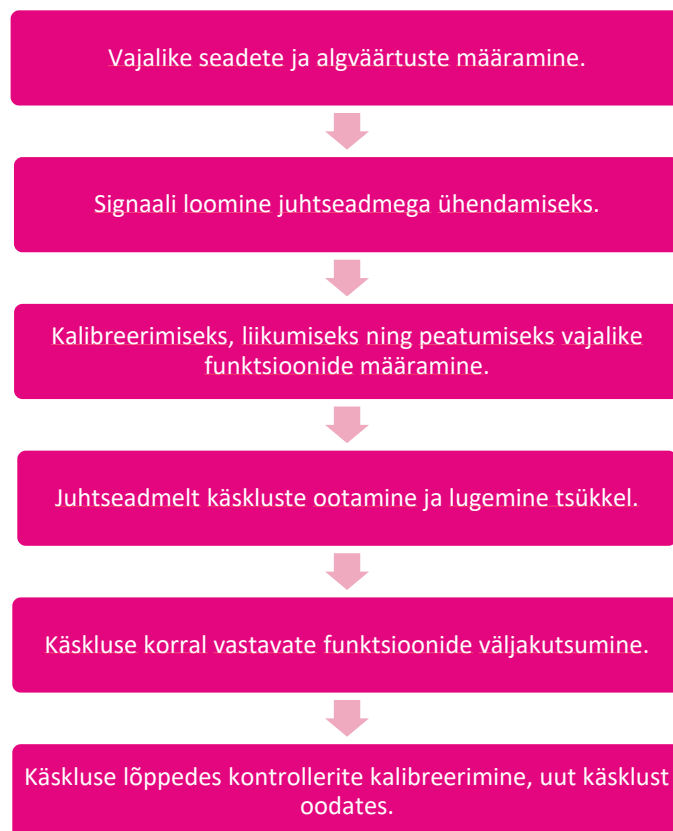 Vajalike seadete ja algväärtuste määramine.
Signaali loomine juhtseadmega ühendamiseks.
Kalibreerimiseks, liikumiseks ning peatumiseks vajalike
funktsioonide määramine.
Juhtseadmelt käskluste ootamine ja lugemine tsükkel.
Käskluse korral vastavate funktsioonide väljakutsumine.
Käskluse lõppedes kontrollerite kalibreerimine, uut käsklust
oodates.